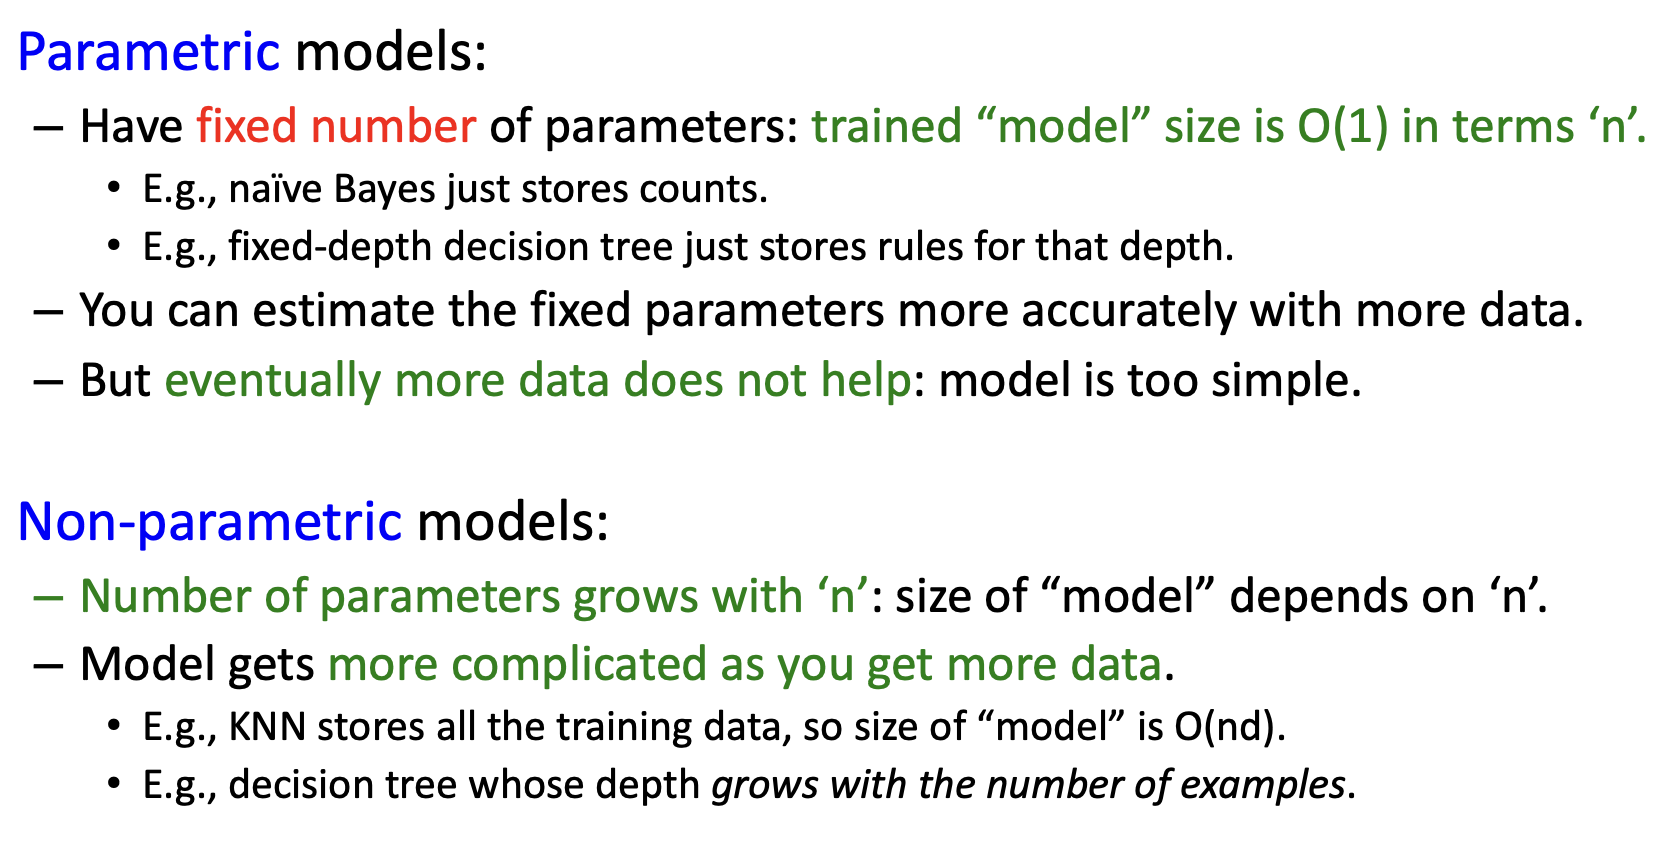 Parametric models:
– Have fixed number of parameters: trained “model” size is O(1) in terms ‘n’.
• E.g., naïve Bayes just stores counts.
• E.g., fixed-depth decision tree just stores rules for that depth.
– You can estimate the fixed parameters more accurately with more data.
– But eventually more data does not help: model is too simple.
Non-parametric models:
– Number of parameters grows with ‘n’: size of “model” depends on ‘n’.
– Model gets more complicated as you get more data.
• E.g., KNN stores all the training data, so size of “model” is O(nd).
• E.g., decision tree whose depth grows with the number of examples.